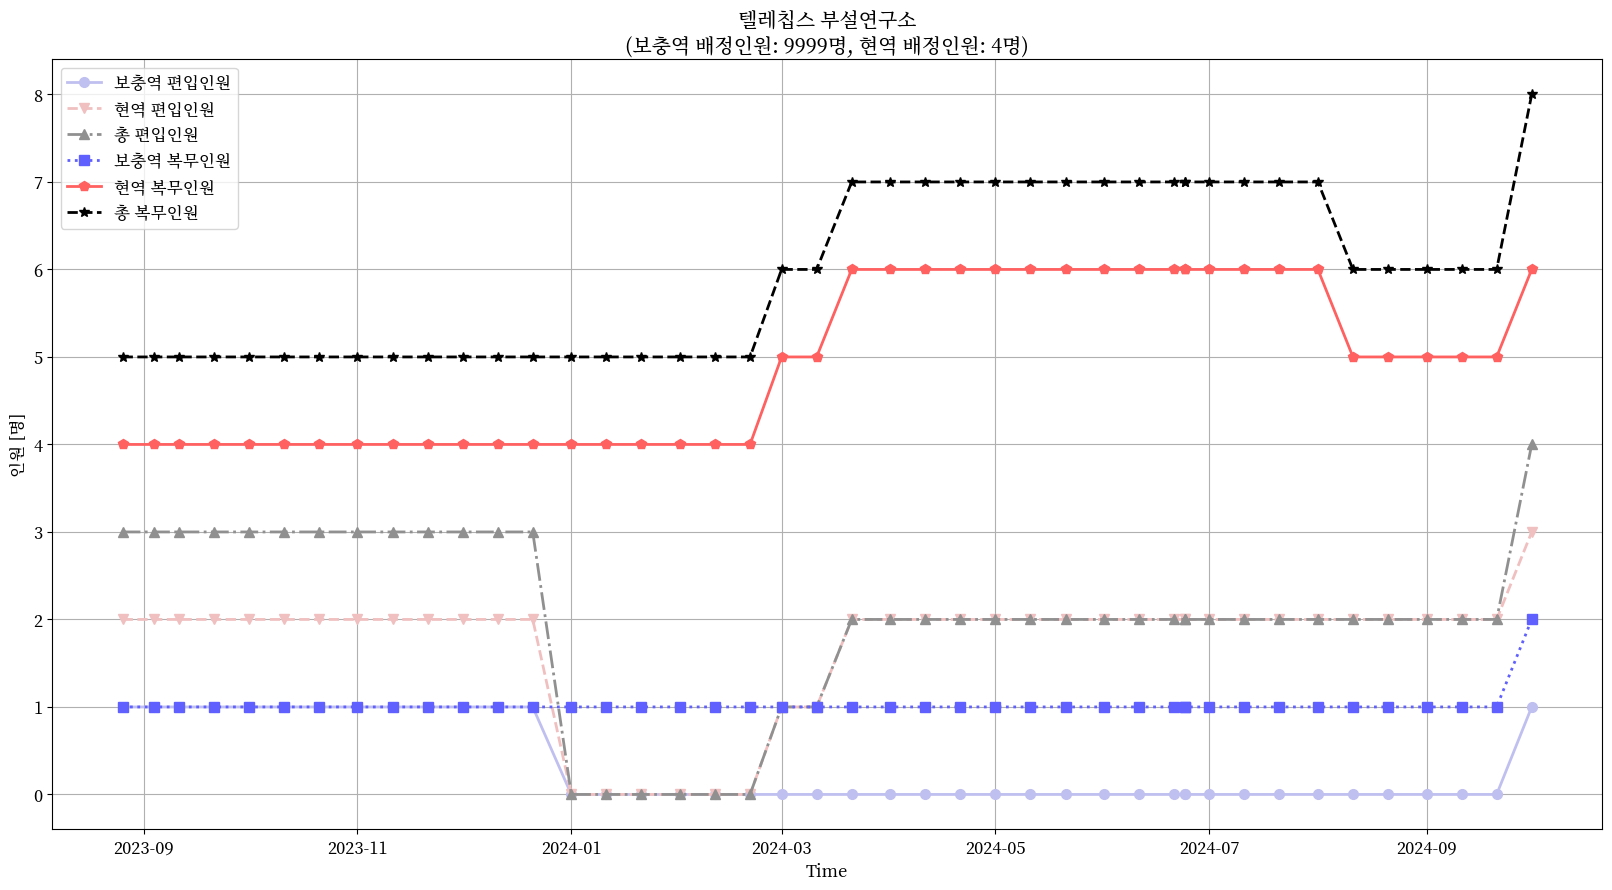 텔레칩스 부설연구소
(보충역 배정인원: 9999명, 현역 배정인원: 4명)
보충역 편입인원
현역 편입인원
총 편입인원
보충역 복무인원
현역 복무인원
총 복무인원
인원 [명]
8
7
6
5
4
3
2
1
0
2023-09
2023-11
2024-01
2024-03
2024-05
2024-07
2024-09
Time